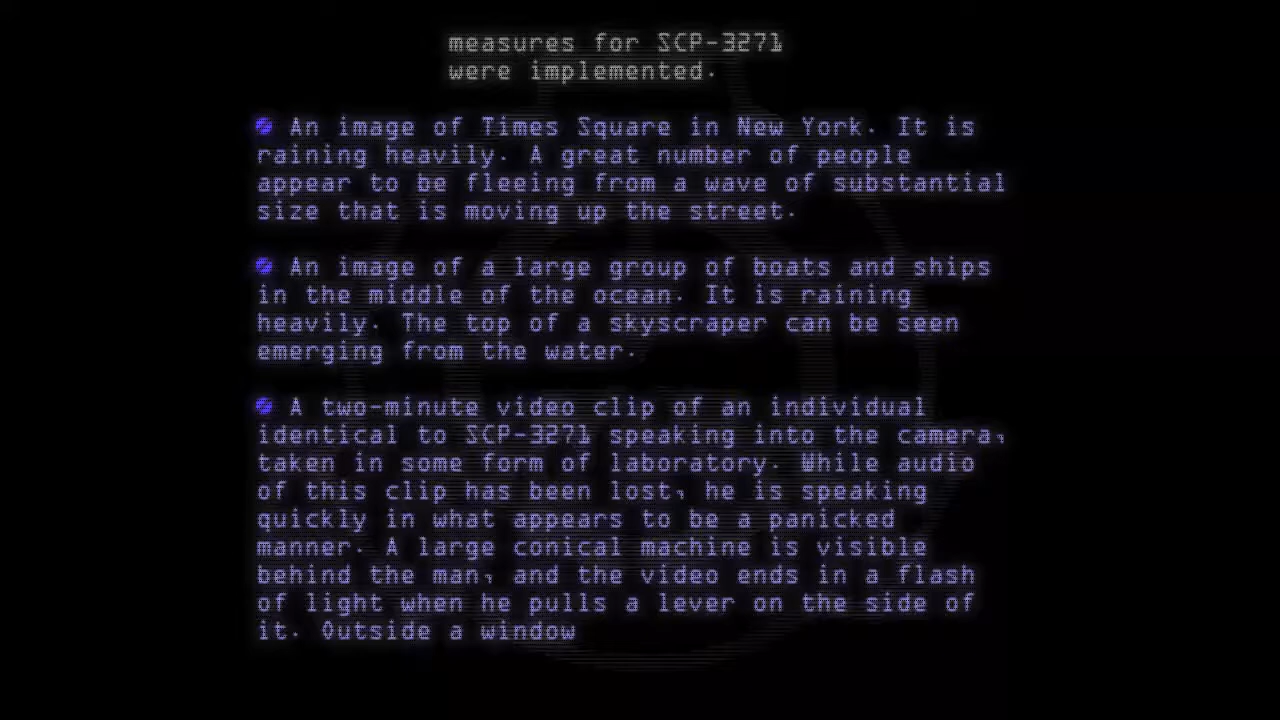 measures for SCP-3271
were implemented.
An image of Times Square in New York. It is
raining heavily. A great number of people
appear to be fleeing from a wave of substantial
size that is moving up the street.
An image of a large group of boats and ships
in the middle of the ocean. It is raining
heavily. The top of a skyscraper can be seen
emerging from the water.
A two-minute video clip of an individual
identical to SCP-3271 speaking into the camera,
taken in some form of laboratory. While audio
of this clip has been lost, he is speaking
quickly in what appears to be a panicked
manner. A large conical machine is visible
behind the man, and the video ends in a flash
of light when he pulls a lever on the side of
it. Outside a window